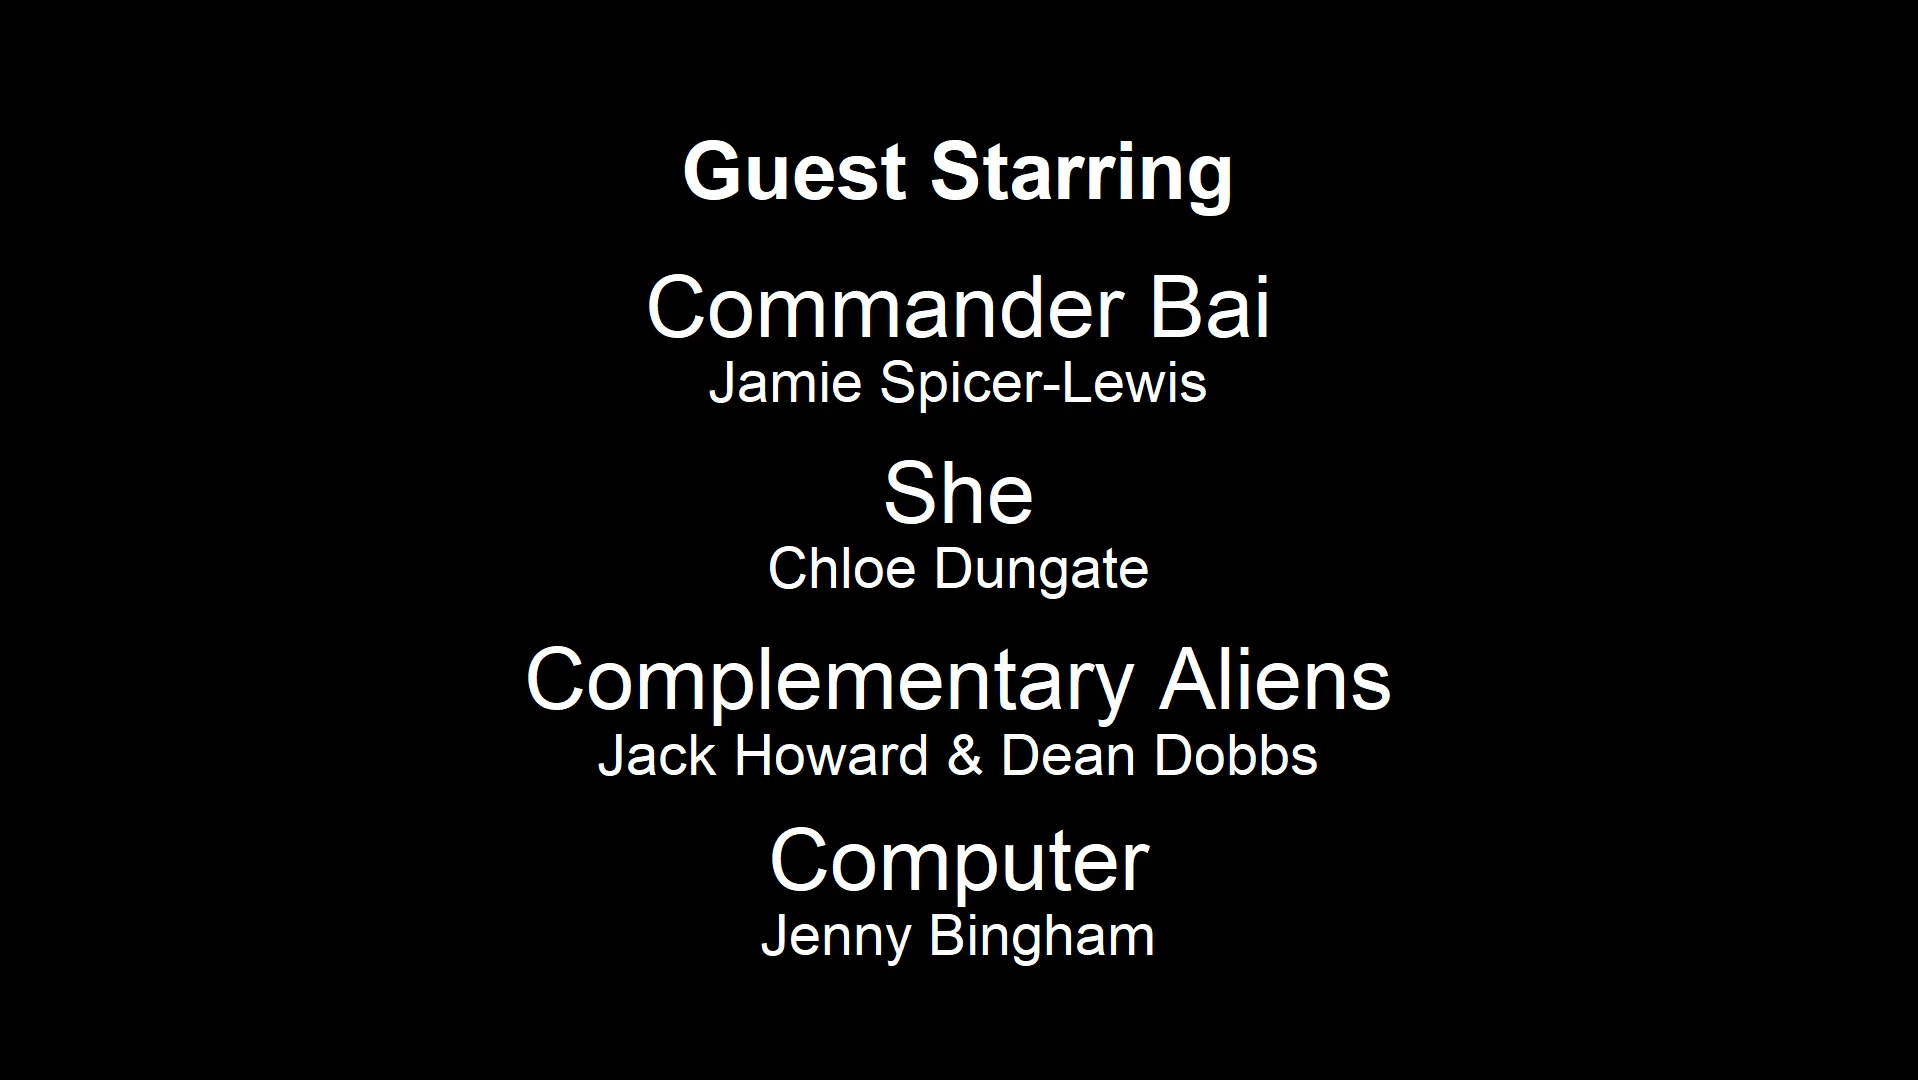 Guest Starring
Commander Bai
Jamie Spicer-Lewis
She
Chloe Dungate
Complementary Aliens
Jack Howard & Dean Dobbs
Computer
Jenny Bingham